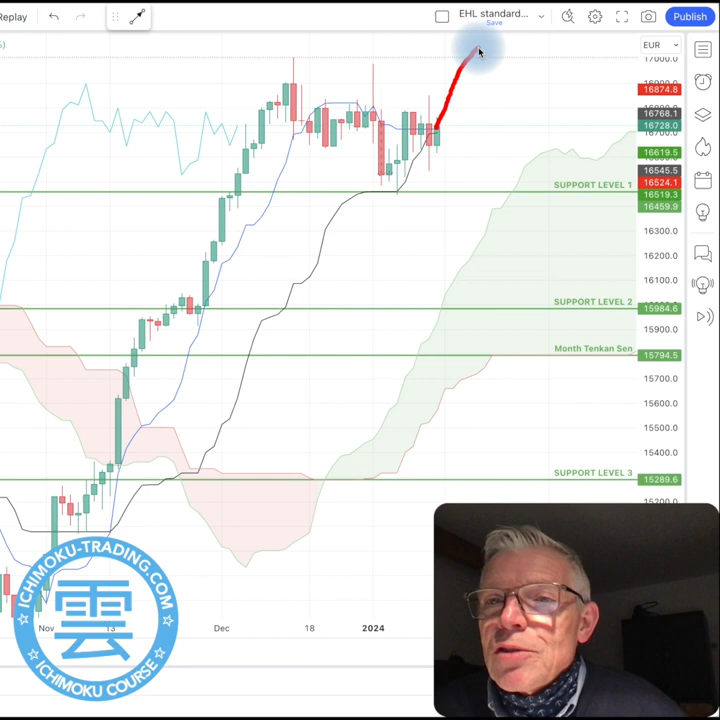 Replay
EHL standard...
Save
Publish
%)
EUR
17000.0
16874.8
16768.1
16728.0
16619.5
16545.5
16524.1
16519.3
16459.9
SUPPORT LEVEL 1
16300.0
16200.0
16100.0
SUPPORT LEVEL 2
15984.6
15900.0
Month Tenkan Sen
15794.5
15700.0
15600.0
15500.0
15400.0
SUPPORT LEVEL 3
15289.6
15200.0
Nov
13
Dec
18
2024
ICHIMOKU-TRADING.COM
雲
ICHIMOKU COURSE